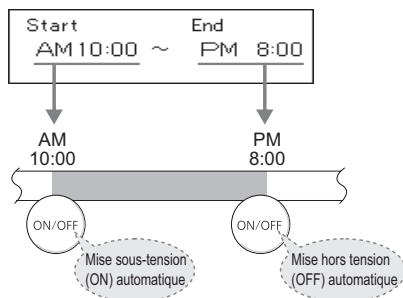 Start End
AM10:00 ~ PM 8:00
AM PM
10:00 8:00
ON/OFF ON/OFF
Mise sous-tension Mise hors tension
(ON) automatique (OFF) automatique